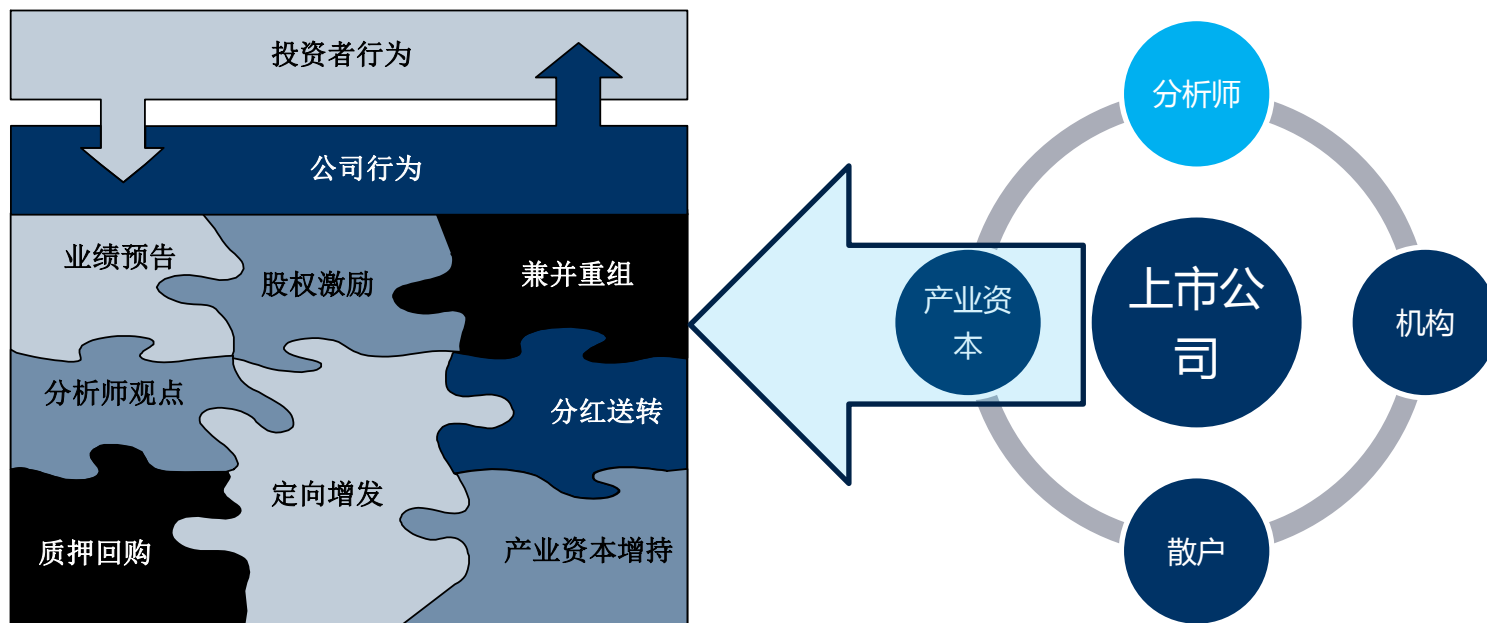 投资者行为
公司行为
业绩预告
股权激励
兼并重组
分析师观点
分红送转
定向增发
质押回购
产业资本增持
分析师
产业资
本
上市公
司
机构
散户